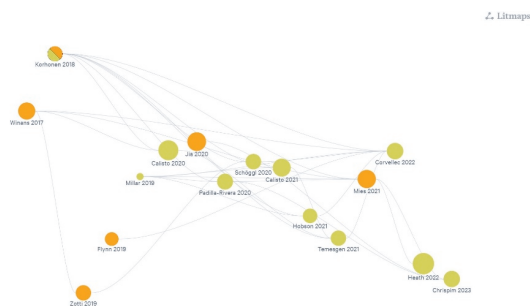 Litmaps
Korhonen 2018
Winans 2017
Jia 2020
Calisto 2020
Schöggl 2020
Corvellec 2022
Millar 2019
Calisto 2021
Padilla-Rivera 2020
Mies 2021
Hobson 2021
Flynn 2018
Temesgen 2021
Heath 2022
Chrispim 2023
Zotti 2019